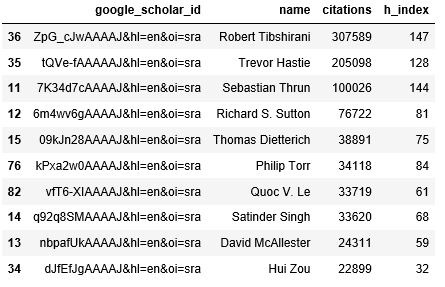 google_scholar_id name citations h_index
36 ZpG_cJwAAAAJ&hl=en&oi=sra Robert Tibshirani 307589 147
35 tQVe-fAAAAAJ&hl=en&oi=sra Trevor Hastie 205098 128
11 7K34d7cAAAAJ&hl=en&oi=sra Sebastian Thrun 100026 144
12 6m4wv6gAAAAJ&hl=en&oi=sra Richard S. Sutton 76722 81
15 09kJn28AAAAJ&hl=en&oi=sra Thomas Dietterich 38891 75
76 kPxa2w0AAAAJ&hl=en&oi=sra Philip Torr 34118 84
82 vfT6-XIAAAAJ&hl=en&oi=sra Quoc V. Le 33719 61
14 q92q8SMAAAAJ&hl=en&oi=sra Satinder Singh 33620 68
13 nbpafUkAAAAJ&hl=en&oi=sra David McAllester 24311 59
34 dJfEfJgAAAAJ&hl=en&oi=sra Hui Zou 22899 32